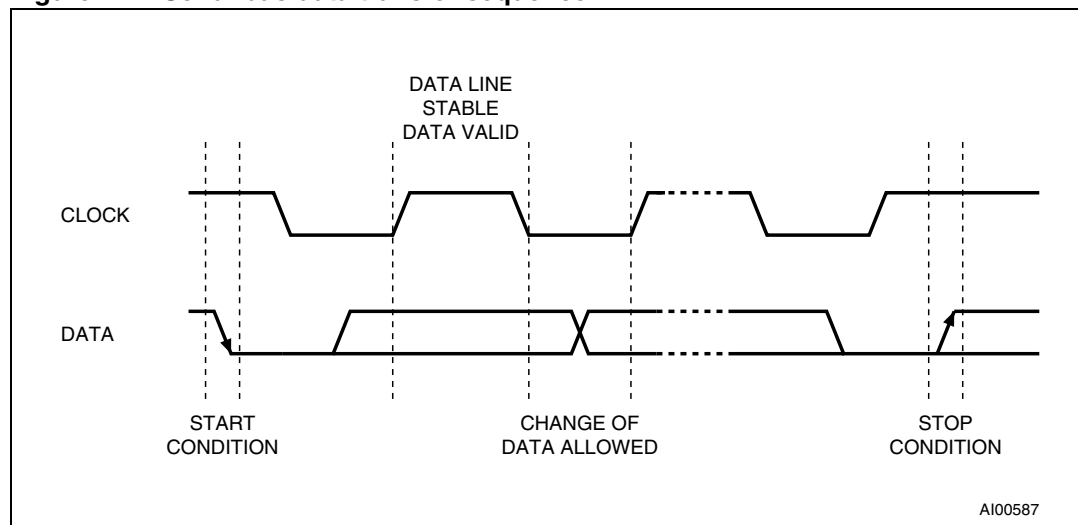 DATA LINE
STABLE
DATA VALID
CLOCK
DATA
START
CONDITION
CHANGE OF
DATA ALLOWED
STOP
CONDITION
AI00587